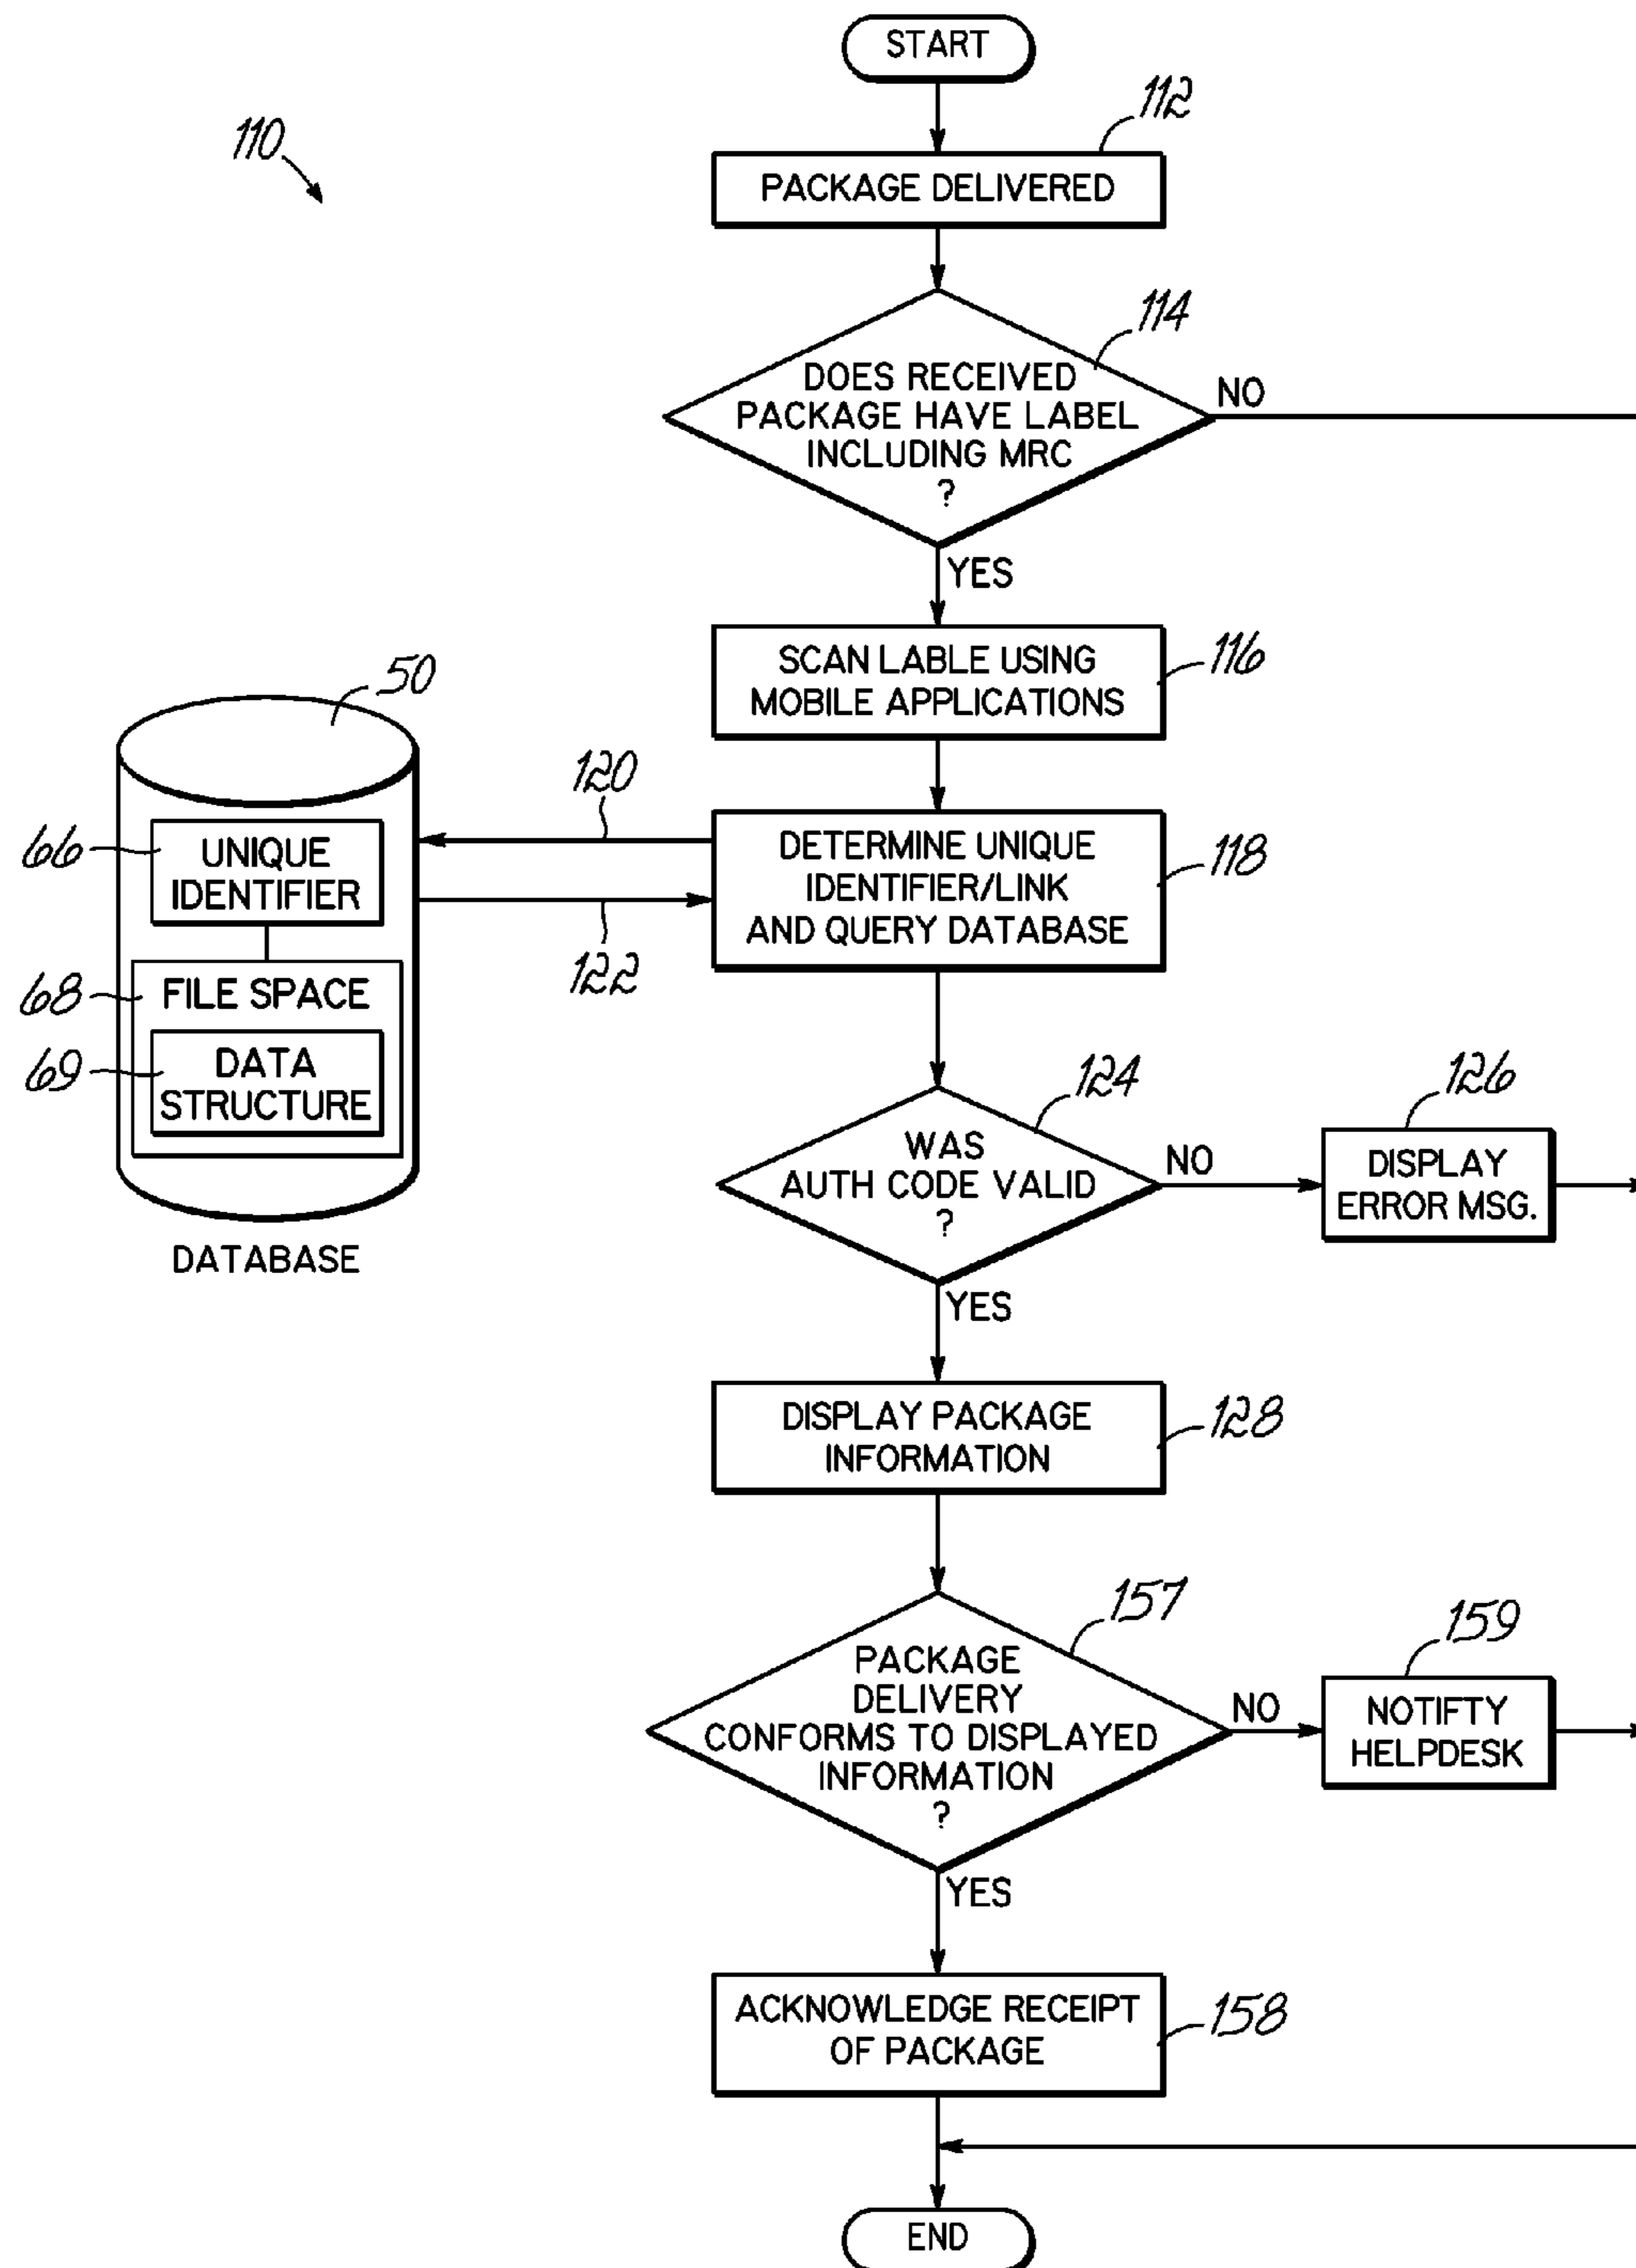 START
110
112
PACKAGE DELIVERED
114
DOES RECEIVED
PACKAGE HAVE LABEL
INCLUDING MRC
?
NO
YES
SCAN LABLE USING
MOBILE APPLICATIONS
116
50
120
66
UNIQUE
IDENTIFIER
DETERMINE UNIQUE
IDENTIFIER/LINK
AND QUERY DATABASE
118
122
68
FILE SPACE
69
DATA
STRUCTURE
DATABASE
124
WAS
AUTH CODE VALID
?
NO
126
DISPLAY
ERROR MSG.
YES
DISPLAY PACKAGE
INFORMATION
128
157
PACKAGE
DELIVERY
CONFORMS TO DISPLAYED
INFORMATION
?
NO
159
NOTIFTY
HELPDESK
YES
ACKNOWLEDGE RECEIPT
OF PACKAGE
158
END